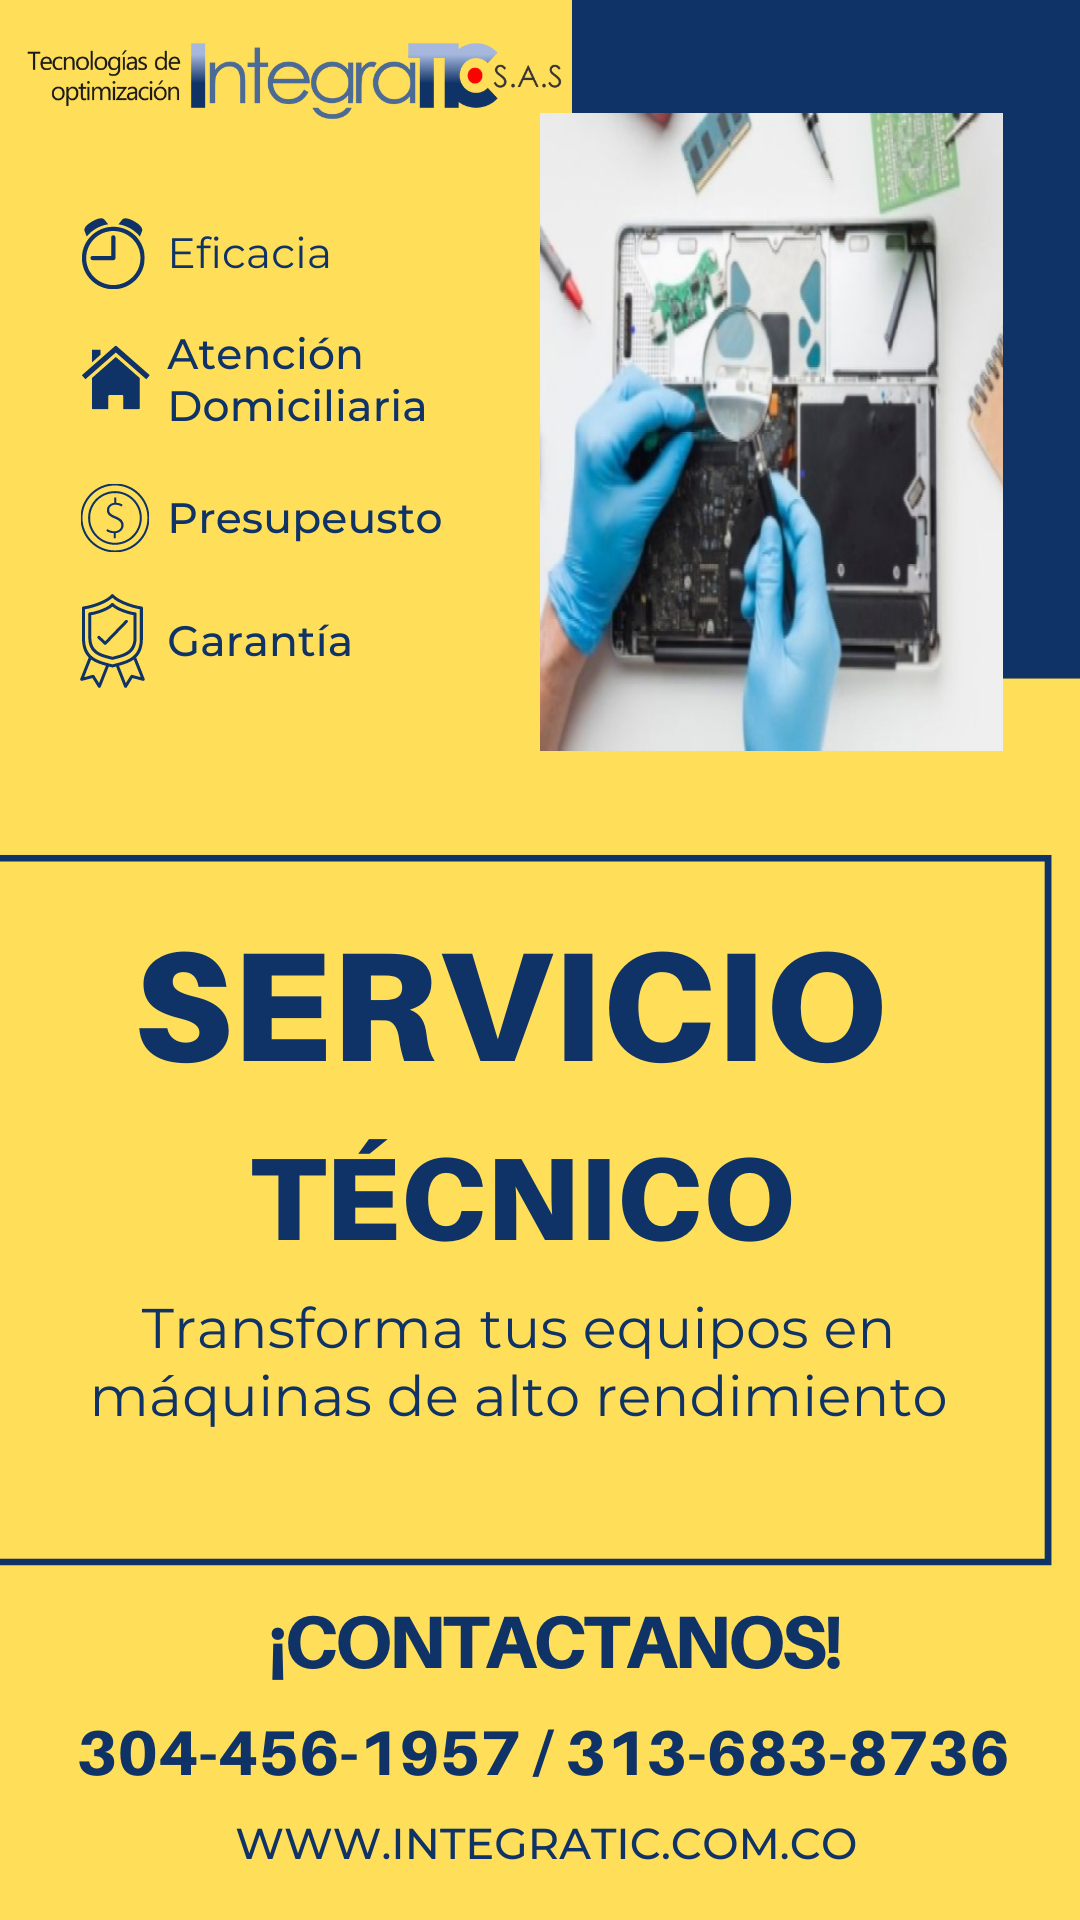 Tecnologías de
optimización
IntegraTIC S.A.S
Eficacia
Atención
Domiciliaria
Presupeusto
Garantía
SERVICIO
TÉCNICO
Transforma tus equipos en
máquinas de alto rendimiento
¡CONTACTANOS!
304-456-1957 / 313-683-8736
WWW.INTEGRATIC.COM.CO